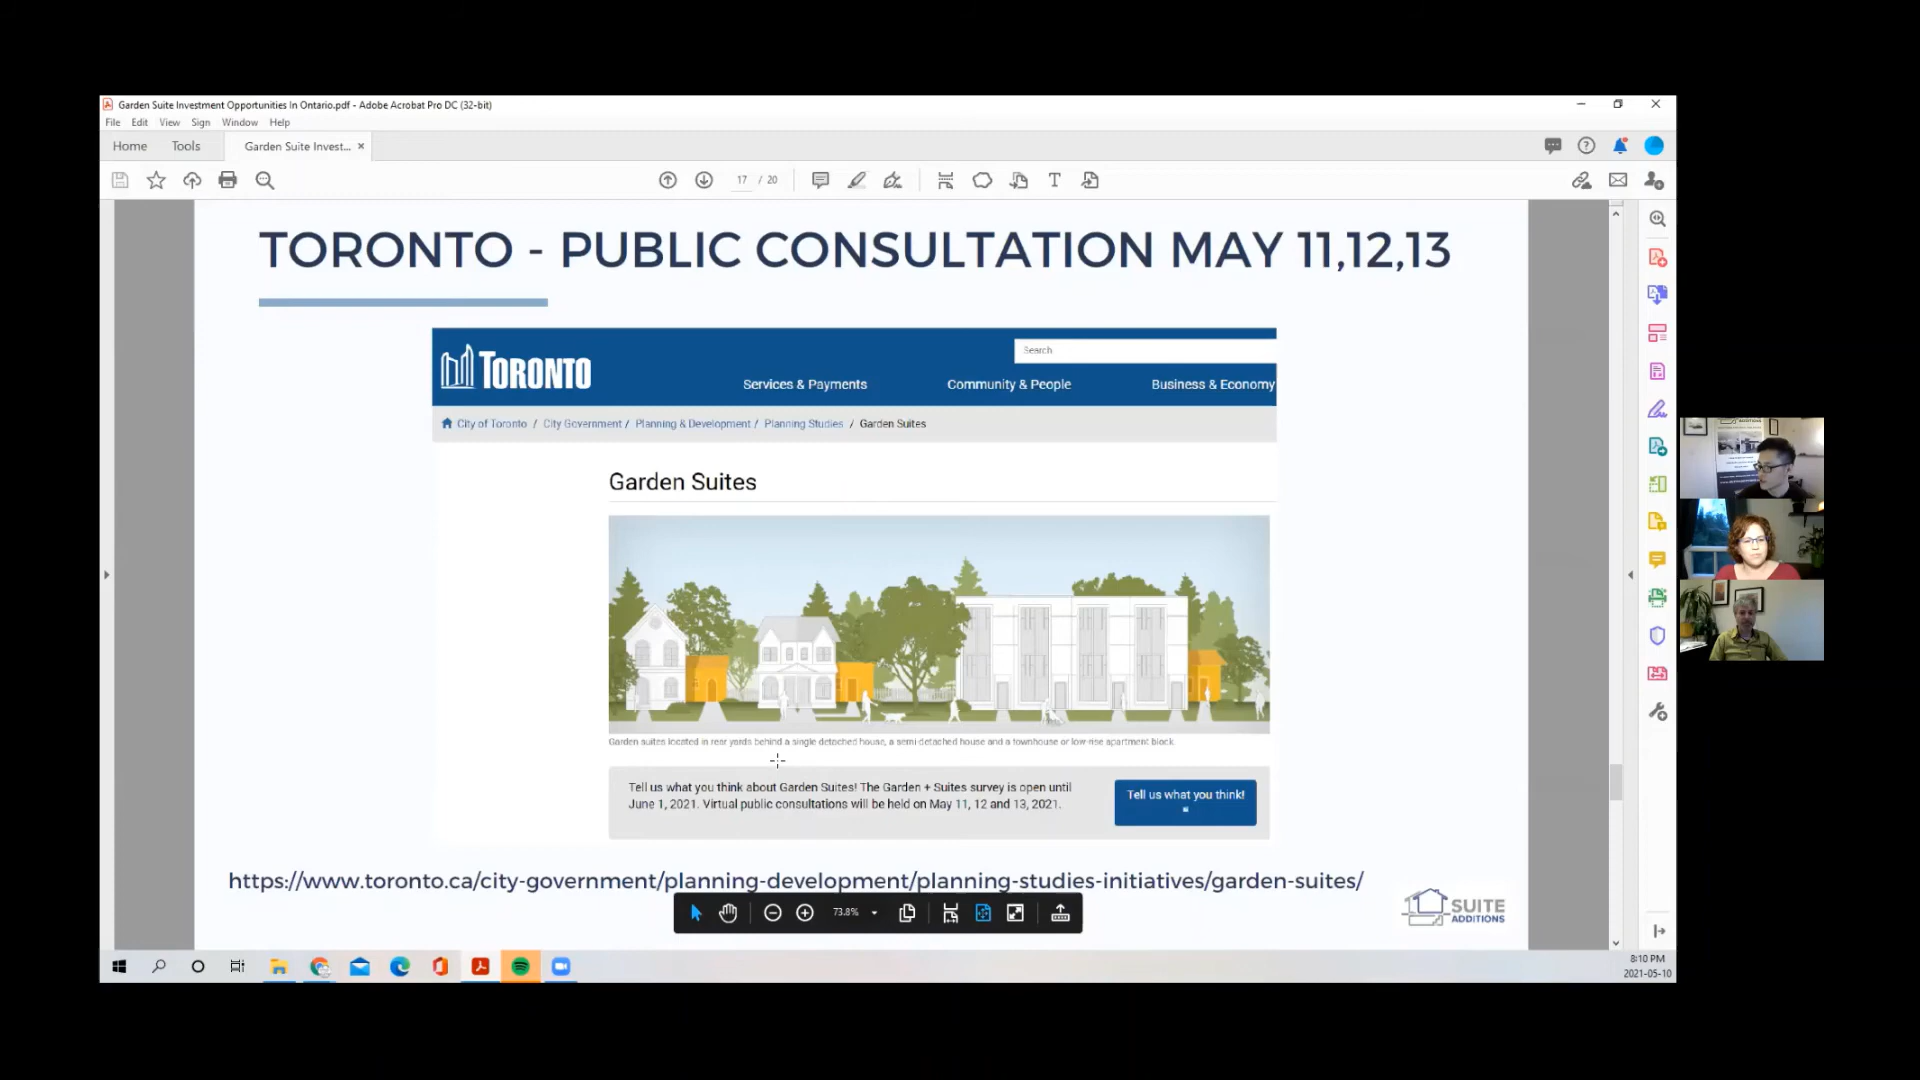 Garden Suite Investment Opportunities In Ontario.pdf - Adobe Acrobat Pro DC (32-bit)
File Edit View Sign Window Help
Home Tools Garden Suite Invest... ×
17 / 20
TORONTO - PUBLIC CONSULTATION MAY 11,12,13
TORONTO
Search
Services & Payments Community & People Business & Economy
City of Toronto / City Government / Planning & Development / Planning Studies / Garden Suites
Garden Suites
Garden suites located in rear yards behind a single detached house, a semi-detached house and a townhouse or low-rise apartment block.
Tell us what you think about Garden Suites! The Garden + Suites survey is open until
June 1, 2021. Virtual public consultations will be held on May 11, 12 and 13, 2021.
Tell us what you think!
https://www.toronto.ca/city-government/planning-development/planning-studies-initiatives/garden-suites/
SUITE
ADDITIONS
73.8%
8:10 PM
2021-05-10